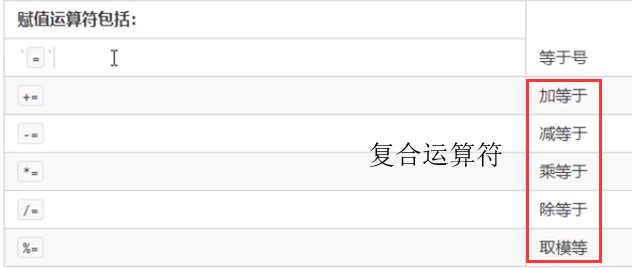 赋值运算符包括：
`=` 等于号
+= 加等于
-= 减等于
复合运算符
*= 乘等于
/= 除等于
%= 取模等